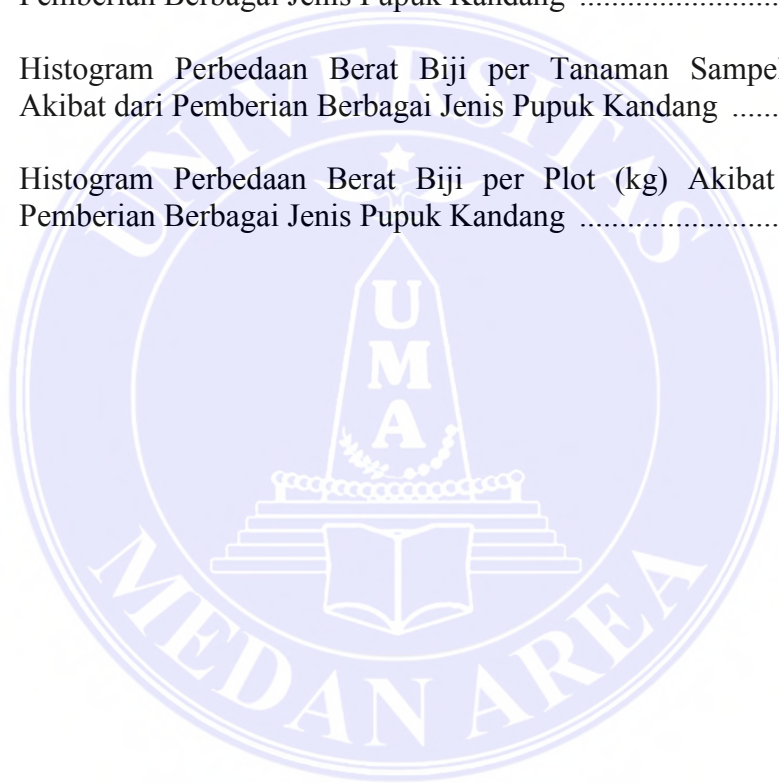 Pemberian Berbagai Jenis Pupuk Kandang ........................
Histogram Perbedaan Berat Biji per Tanaman Sampel
Akibat dari Pemberian Berbagai Jenis Pupuk Kandang ......
Histogram Perbedaan Berat Biji per Plot (kg) Akibat
Pemberian Berbagai Jenis Pupuk Kandang ........................
UNIVERSITAS
U
M
A
MEDAN AREA